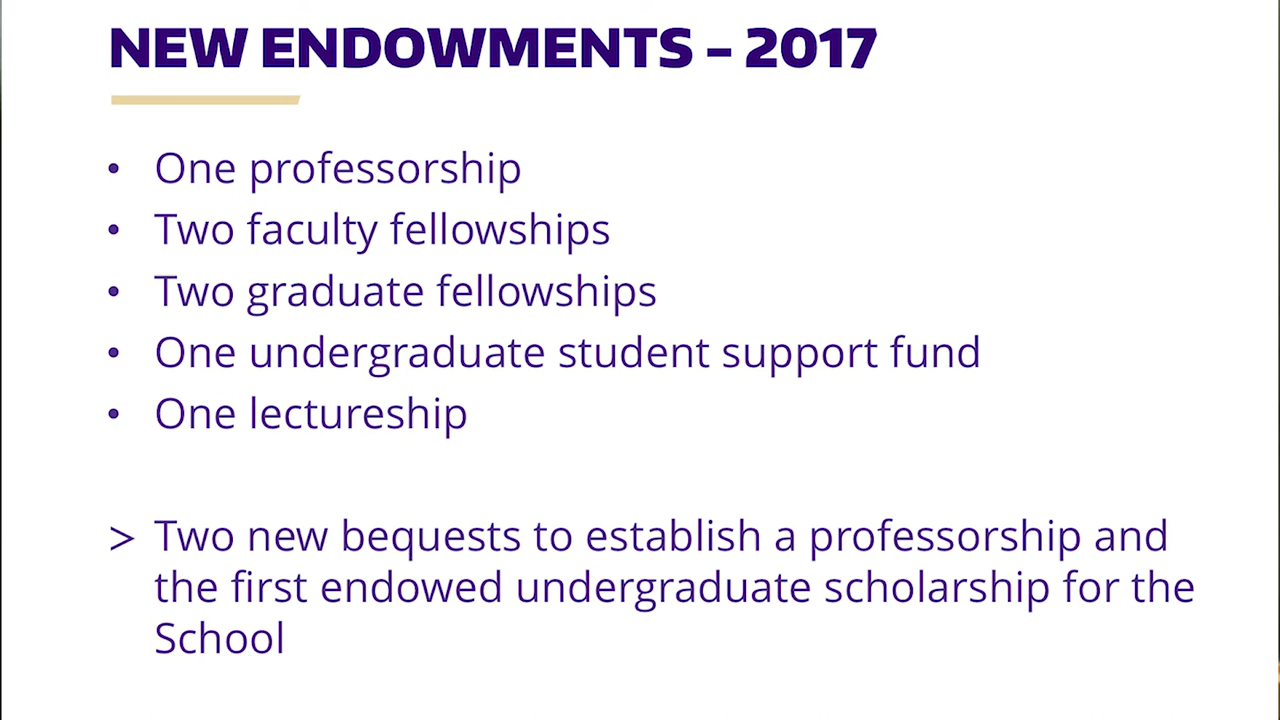 NEW ENDOWMENTS – 2017
• One professorship
• Two faculty fellowships
• Two graduate fellowships
• One undergraduate student support fund
• One lectureship
> Two new bequests to establish a professorship and
the first endowed undergraduate scholarship for the
School